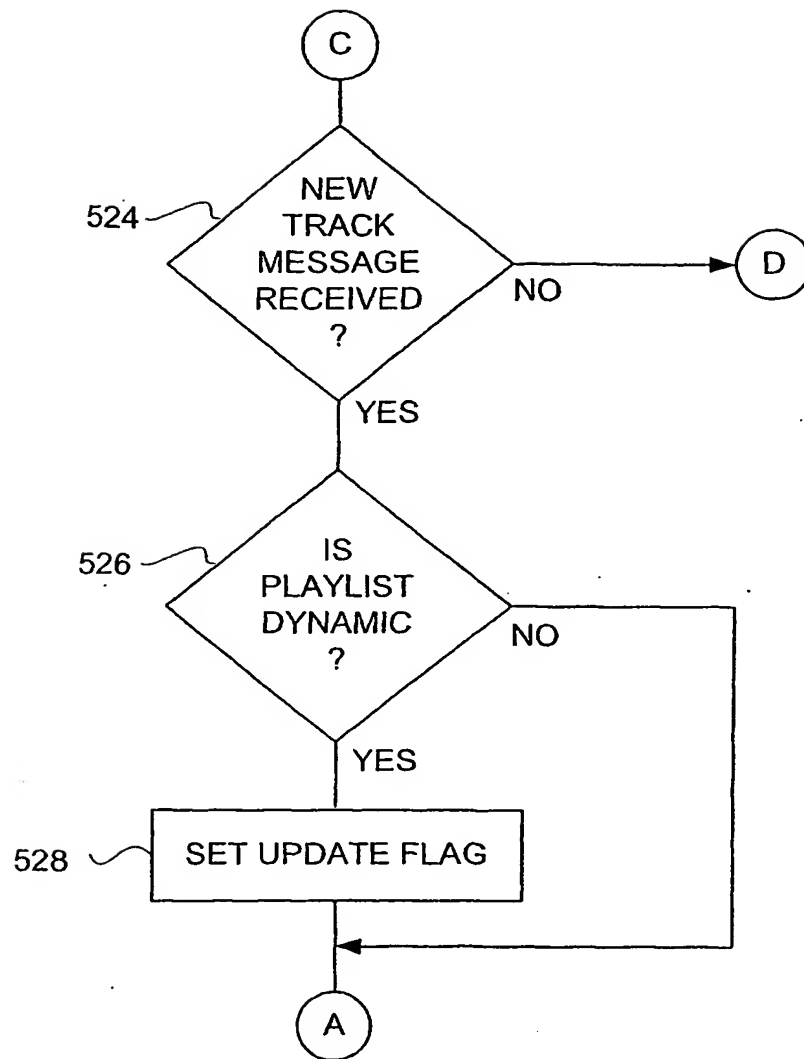 C
524
NEW
TRACK
MESSAGE
RECEIVED
?
NO
D
YES
526
IS
PLAYLIST
DYNAMIC
?
NO
YES
528
SET UPDATE FLAG
A